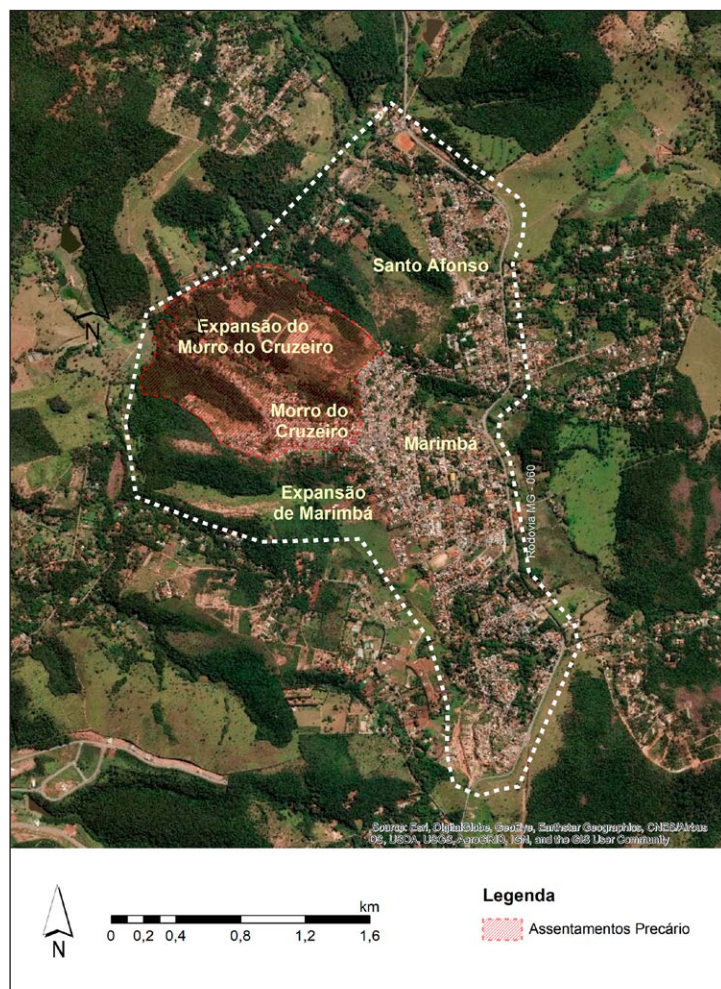 Santo Afonso
Expansão do
Morro do Cruzeiro
N
Morro do
Cruzeiro
Marimbá
Expansão
de Marimbá
Rodovia MG - 060
Source: Esri, DigitalGlobe, GeoEye, Earthstar Geographics, CNES/Airbus
DS, USDA, USGS, AeroGRID, IGN, and the GIS User Community
N
km
0 0,2 0,4 0,8 1,2 1,6
Legenda
Assentamentos Precário